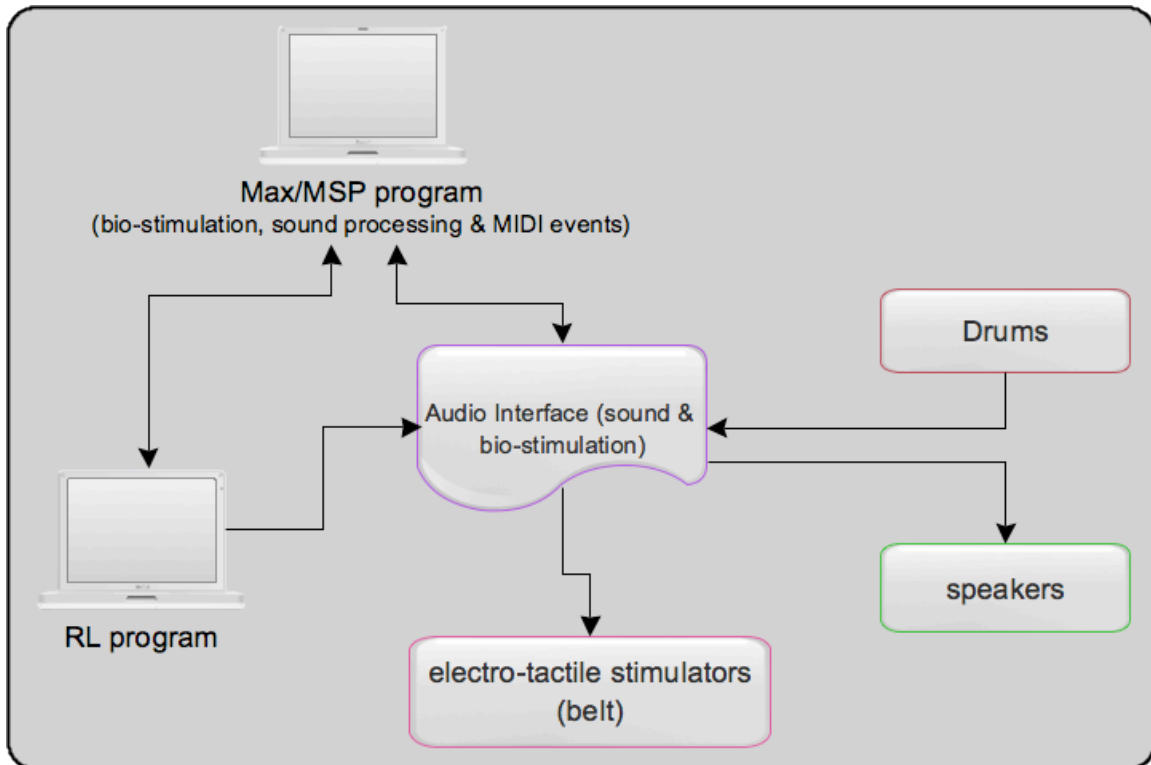 Max/MSP program
(bio-stimulation, sound processing & MIDI events)
Drums
Audio Interface (sound &
bio-stimulation)
speakers
RL program
electro-tactile stimulators
(belt)